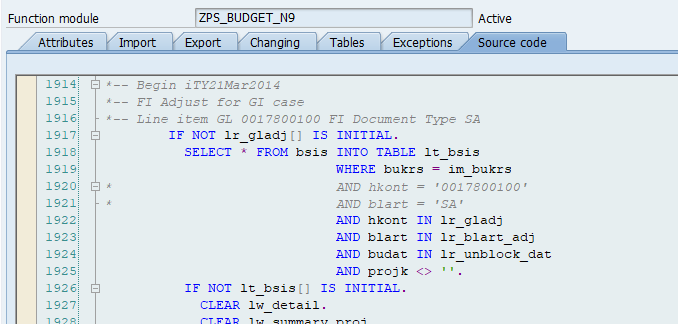 Function module ZPS_BUDGET_N9 Active
Attributes Import Export Changing Tables Exceptions Source code
1914 *-- Begin iTY21Mar2014
1915 *-- FI Adjust for GI case
1916 *-- Line item GL 0017800100 FI Document Type SA
1917 IF NOT lr_gladj[] IS INITIAL.
1918 SELECT * FROM bsis INTO TABLE lt_bsis
1919 WHERE bukrs = im_bukrs
1920 * AND hkont = '0017800100'
1921 * AND blart = 'SA'
1922 AND hkont IN lr_gladj
1923 AND blart IN lr_blart_adj
1924 AND budat IN lr_unblock_dat
1925 AND projk <> ''.
1926 IF NOT lt_bsis[] IS INITIAL.
1927 CLEAR lw_detail.
1928 CLEAR lw_summary_proj